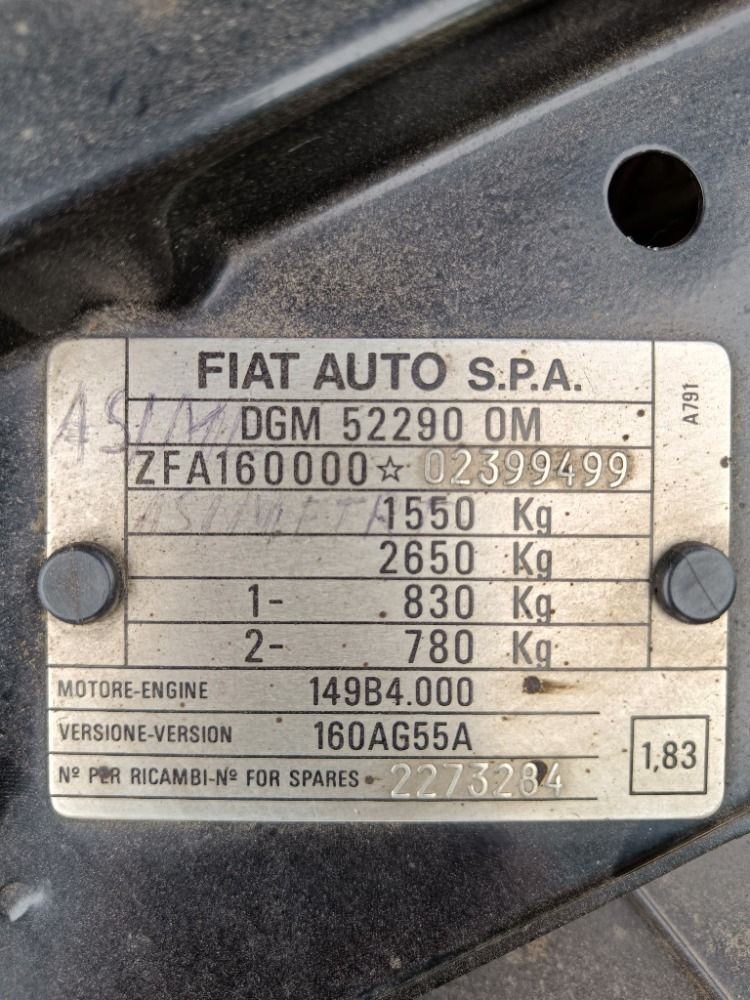 FIAT AUTO S.P.A.
A791
DGM 52290 OM
ZFA160000☆02399499
1550 Kg
2650 Kg
1- 830 Kg
2- 780 Kg
MOTORE-ENGINE 149B4.000
VERSIONE-VERSION 160AG55A
1,83
Nº PER RICAMBI-Nº FOR SPARES 2273284